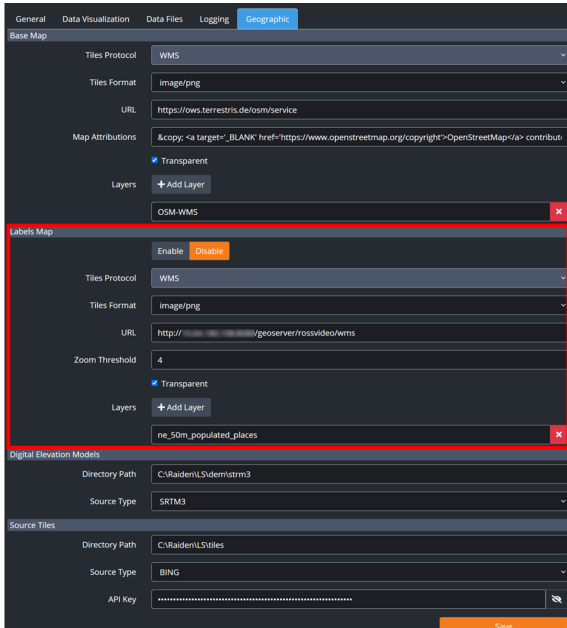 General Data Visualization Data Files Logging Geographic
Base Map
Tiles Protocol WMS
Tiles Format image/png
URL https://ows.terrestris.de/osm/service
Map Attributions &copy; <a target='_BLANK' href='https://www.openstreetmap.org/copyright'>OpenStreetMap</a> contribut
Transparent
Layers + Add Layer
OSM-WMS
Labels Map
Enable Disable
Tiles Protocol WMS
Tiles Format image/png
URL http:// /geoserver/rossvideo/wms
Zoom Threshold 4
Transparent
Layers + Add Layer
ne_50m_populated_places
Digital Elevation Models
Directory Path C:\Raiden\LS\dem\strm3
Source Type SRTM3
Source Tiles
Directory Path C:\Raiden\LS\tiles
Source Type BING
API Key
Save